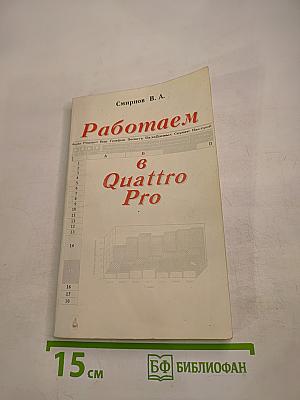 Смирнов В. А.
Работаем
в
Quattro
Pro
15 см
БФ БИБЛИОФАН